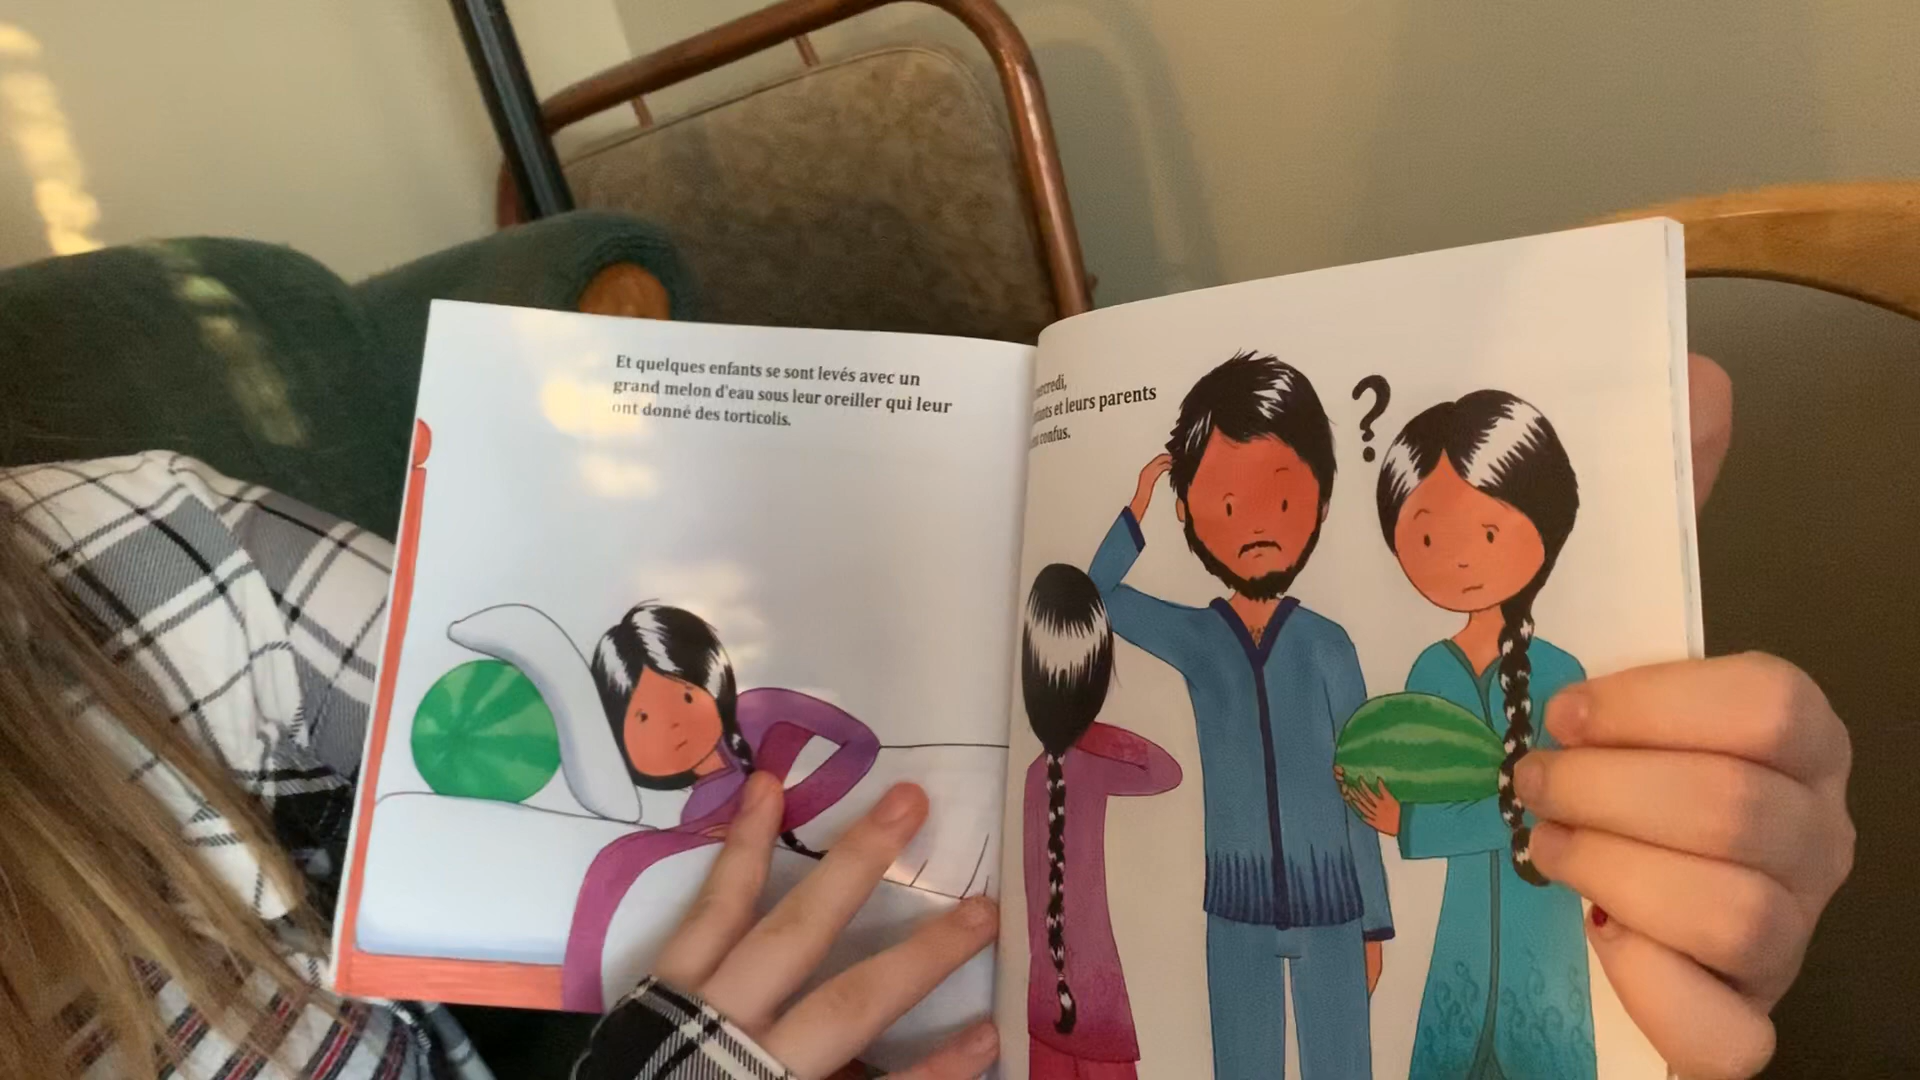 Et quelques enfants se sont levés avec un
grand melon d'eau sous leur oreiller qui leur
ont donné des torticolis.
et leurs parents
confus.
?